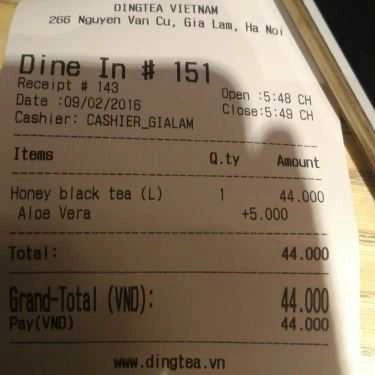 DINGTEA VIETNAM
266 Nguyen Van Cu, Gia Lam, Ha Noi
Dine In # 151
Receipt # 143 Open :5:48 CH
Date :09/02/2016 Close:5:49 CH
Cashier: CASHIER_GIALAM
Items Q.ty Amount
Honey black tea (L) 1 44.000
Aloe Vera +5.000
Total: 44.000
Grand-Total (VND): 44.000
Pay(VND) 44.000
www.dingtea.vn